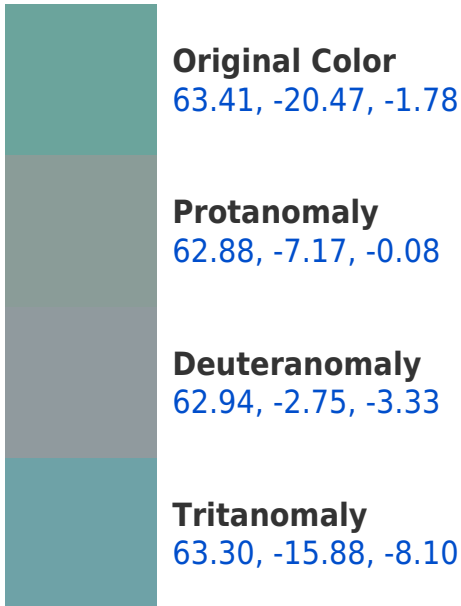 Original Color
63.41, -20.47, -1.78
Protanomaly
62.88, -7.17, -0.08
Deuteranomaly
62.94, -2.75, -3.33
Tritanomaly
63.30, -15.88, -8.10